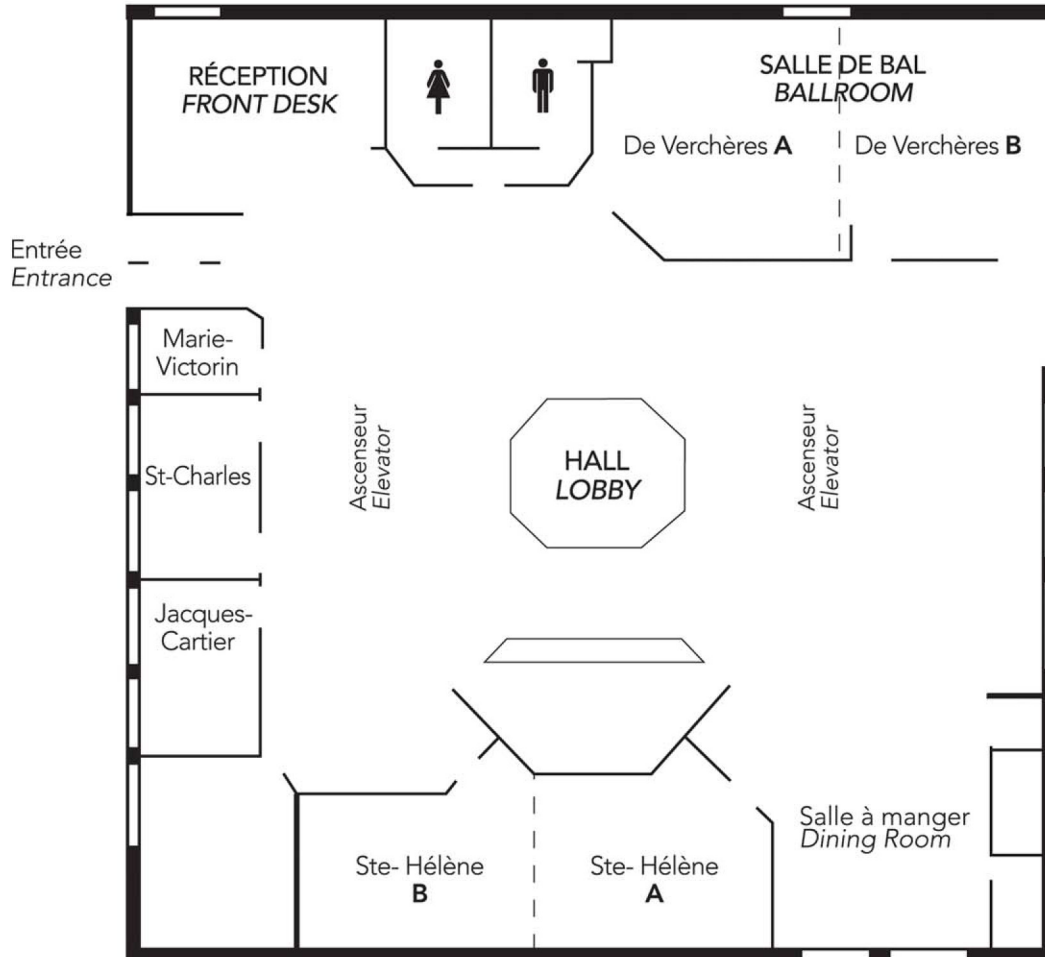 RÉCEPTION
FRONT DESK
SALLE DE BAL
BALLROOM
De Verchères A
De Verchères B
Entrée
Entrance
Marie-
Victorin
St-Charles
Jacques-
Cartier
Ascenseur
Elevator
HALL
LOBBY
Ascenseur
Elevator
Ste- Hélène
B
Ste- Hélène
A
Salle à manger
Dining Room